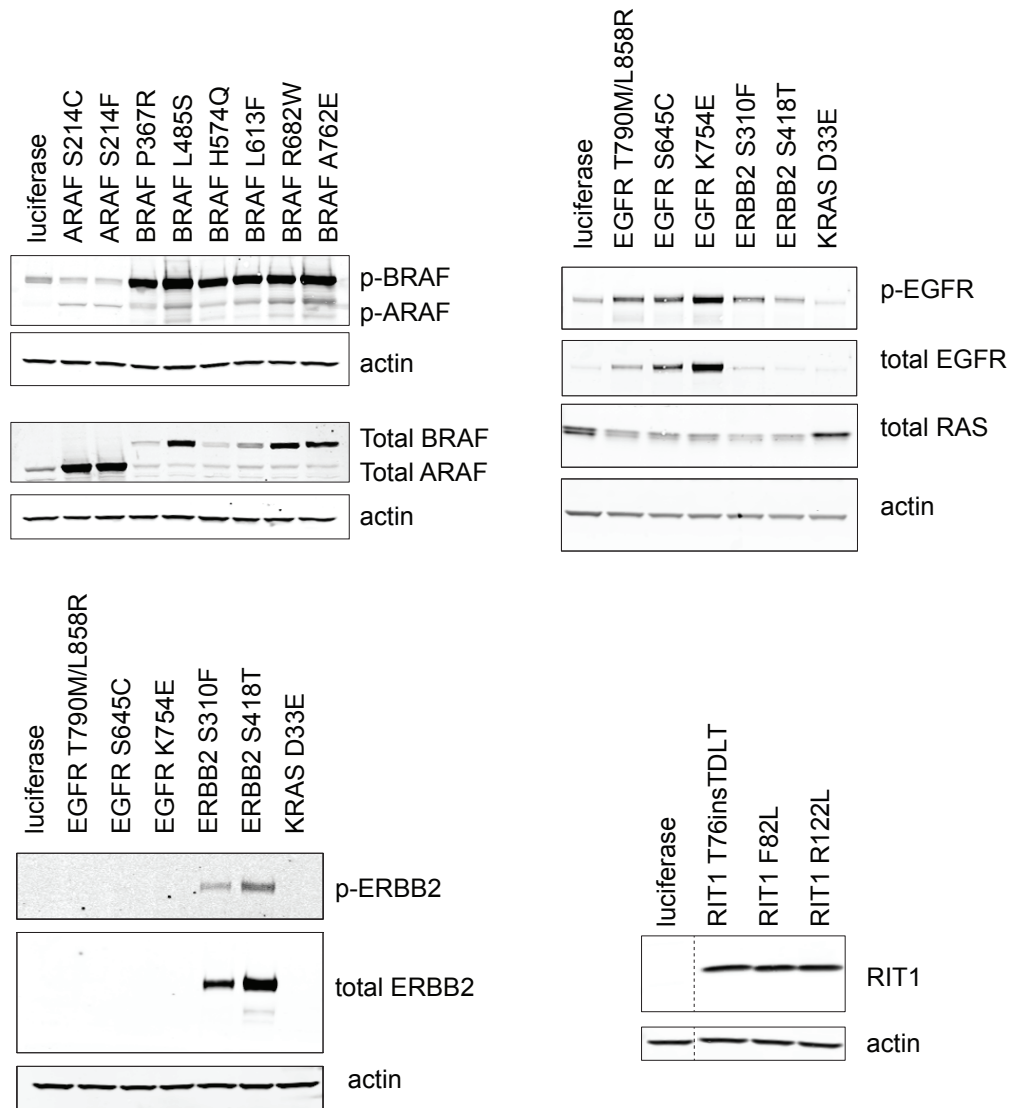 luciferase
ARAF S214C
ARAF S214F
BRAF P367R
BRAF L485S
BRAF H574Q
BRAF L613F
BRAF R682W
BRAF A762E
p-BRAF
p-ARAF
actin
Total BRAF
Total ARAF
actin
luciferase
EGFR T790M/L858R
EGFR S645C
EGFR K754E
ERBB2 S310F
ERBB2 S418T
KRAS D33E
p-EGFR
total EGFR
total RAS
actin
luciferase
EGFR T790M/L858R
EGFR S645C
EGFR K754E
ERBB2 S310F
ERBB2 S418T
KRAS D33E
p-ERBB2
total ERBB2
actin
luciferase
RIT1 T76insTDLT
RIT1 F82L
RIT1 R122L
RIT1
actin